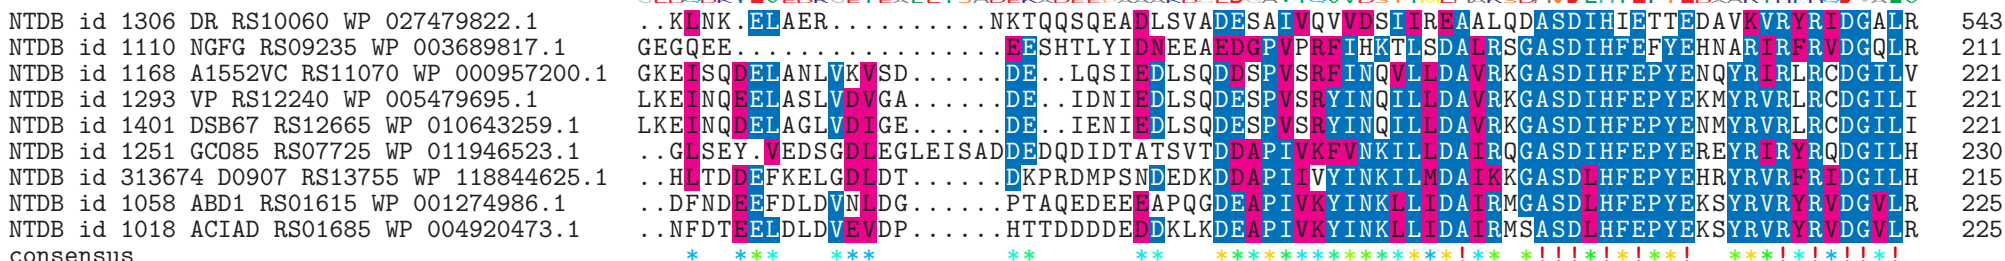 NTDB id 1306 DR RS10060 WP 027479822.1 ..KLNK.ELAER..........NKTQQSQEADLSVADESAIVQVVDSIIREAALQDASDIHIETTEDAVKVRYRIDGALR 543
NTDB id 1110 NGFG RS09235 WP 003689817.1 GEGQEE.................EESHTLYIDNEEAEDGPVPRFIHKTLSDALRSGASDIHFEFYEHNARIRFRVDGQLR 211
NTDB id 1168 A1552VC RS11070 WP 000957200.1 GKEISQDELANLVKVSD......DE..LQSIEDLSQDDSPVSRFINQVLLDAVRKGASDIHFEPYENQYRIRLRCDGILV 221
NTDB id 1293 VP RS12240 WP 005479695.1 LKEINQEELASLVDVGA......DE..IDNIEDLSQDESPVSRYINQILLDAVRKGASDIHFEPYEKMYRVRLRCDGILI 221
NTDB id 1401 DSB67 RS12665 WP 010643259.1 LKEINQDELAGLVDIGE......DE..IENIEDLSQDESPVSRYINQILLDAVRKGASDIHFEPYENMYRVRLRCDGILI 221
NTDB id 1251 GCO85 RS07725 WP 011946523.1 ..GLSEY.VEDSGDLEGLEISADDEDQDIDTATSVTDDAPIVKFVNKILLDAIRQGASDIHFEPYEREYRIRYRQDGILH 230
NTDB id 313674 D0907 RS13755 WP 118844625.1 ..HLTDDEFKELGDLDT......DKPRDMPSNDEDKDDAPIIVYINKILMDAIKKGASDLHFEPYEHRYRVRFRIDGILH 215
NTDB id 1058 ABD1 RS01615 WP 001274986.1 ..DFNDEEFDLDVNLDG......PTAQEDEEEAPQGDEAPIVKYINKLLIDAIRMGASDLHFEPYEKSYRVRYRVDGVLR 225
NTDB id 1018 ACIAD RS01685 WP 004920473.1 ..NFDTEELDLDVEVDP......HTTDDDDEDDKLKDEAPIVKYINKLLIDAIRMSASDLHFEPYEKSYRVRYRVDGVLR 225
consensus * *** *** ** ** ***************!** *!!!*!*!**! ***!*!*!!*!